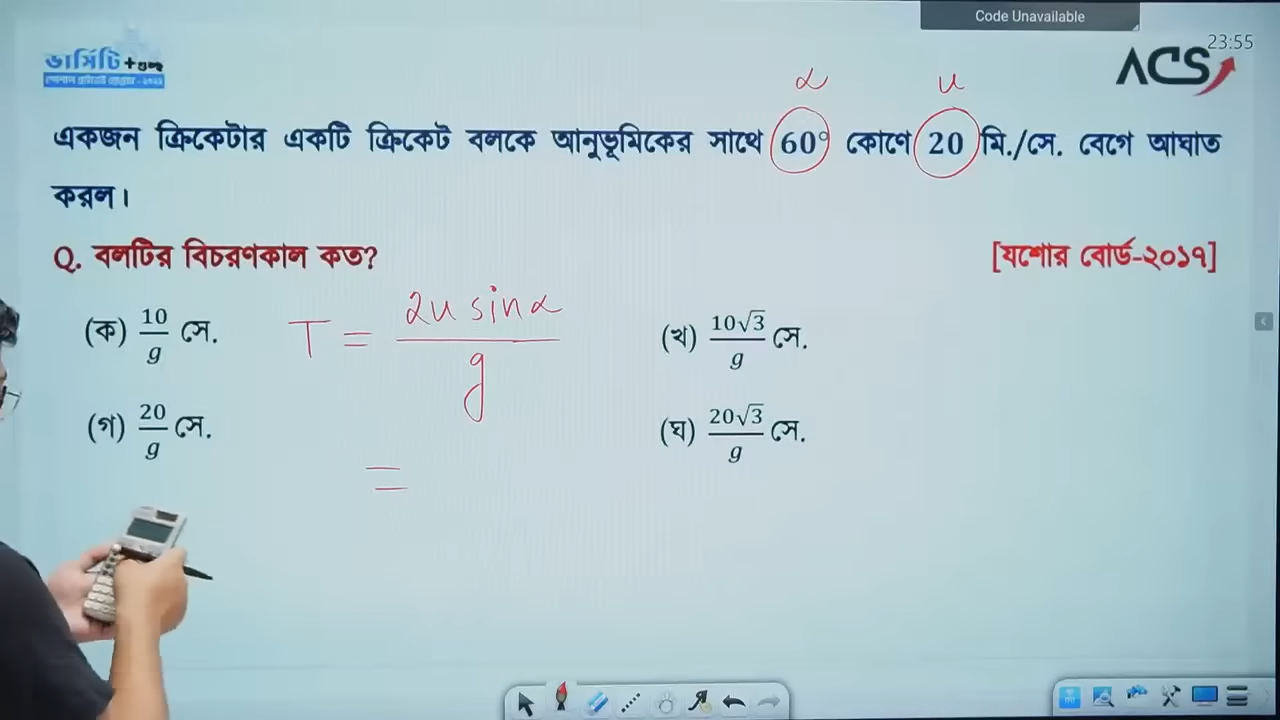 Code Unavailable
23:55
ভার্সিটি +গুচ্ছ
ACS
α u
একজন ক্রিকেটার একটি ক্রিকেট বলকে আনুভূমিকের সাথে 60° কোণে 20 মি./সে. বেগে আঘাত
করল।
Q. বলটির বিচরণকাল কত? [যশোর বোর্ড-২০১৭]
(ক) 10/g সে.
T = 2u sinα / g
(খ) 10√3/g সে.
(গ) 20/g সে.
(ঘ) 20√3/g সে.
=